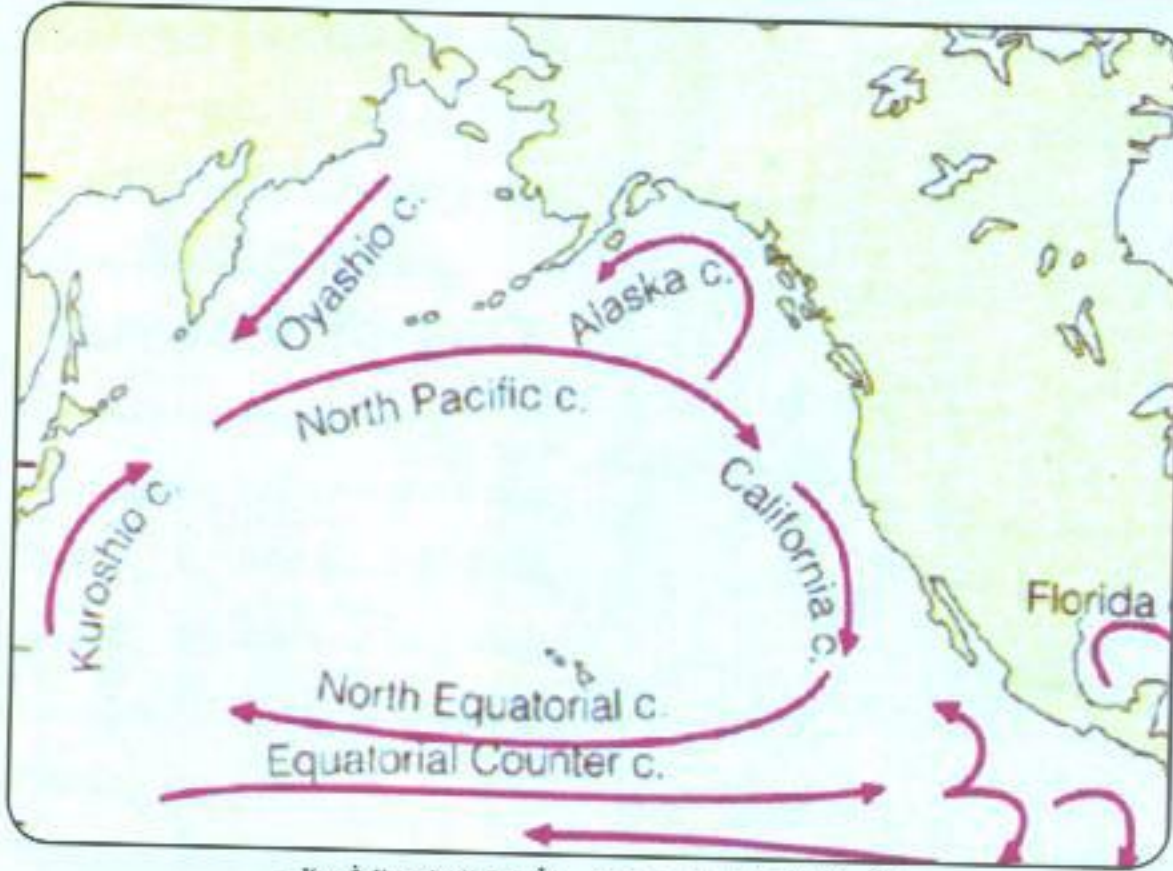 Oyashio c.
Alaska c.
North Pacific c.
Kuroshio c.
California c.
Florida
North Equatorial c.
Equatorial Counter c.